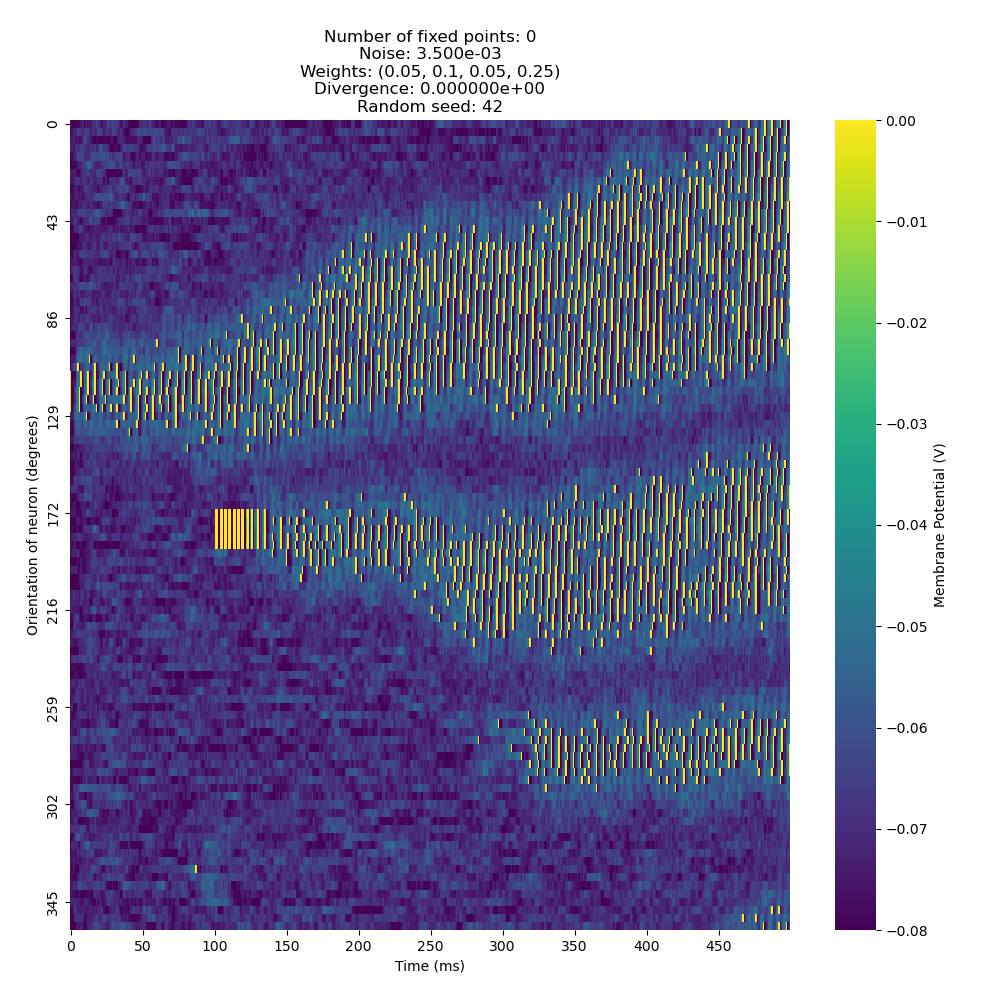 Number of fixed points: 0
Noise: 3.500e-03
Weights: (0.05, 0.1, 0.05, 0.25)
Divergence: 0.000000e+00
Random seed: 42
Orientation of neuron (degrees)
0
43
86
129
172
216
259
302
345
0 50 100 150 200 250 300 350 400 450
Time (ms)
0.00
−0.01
−0.02
−0.03
−0.04
−0.05
−0.06
−0.07
−0.08
Membrane Potential (V)